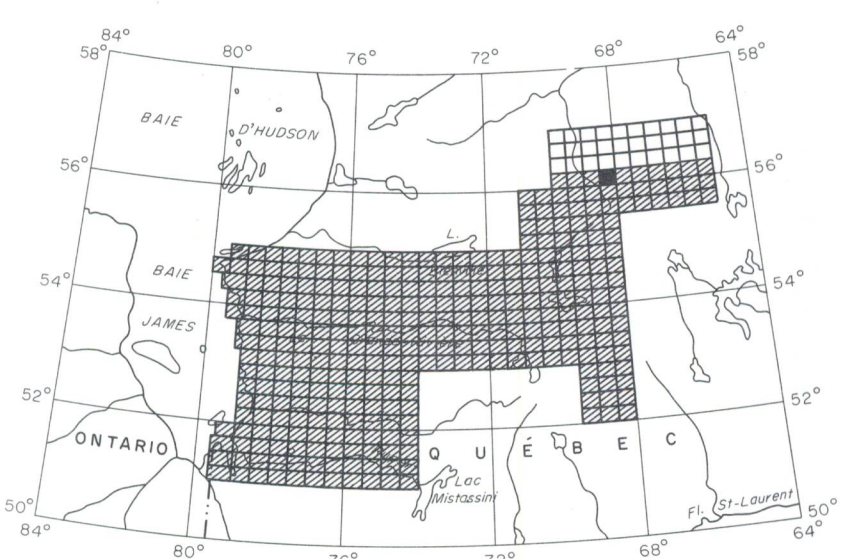 84° 80° 76° 72° 68° 64°
58° 58°
BAIE
D'HUDSON
56° 56°
L.
BAIE
54° 54°
JAMES
52° 52°
ONTARIO
QUÉBEC
Lac
Mistassini
Fl. St-Laurent
50° 50°
84° 80° 76° 72° 68° 64°